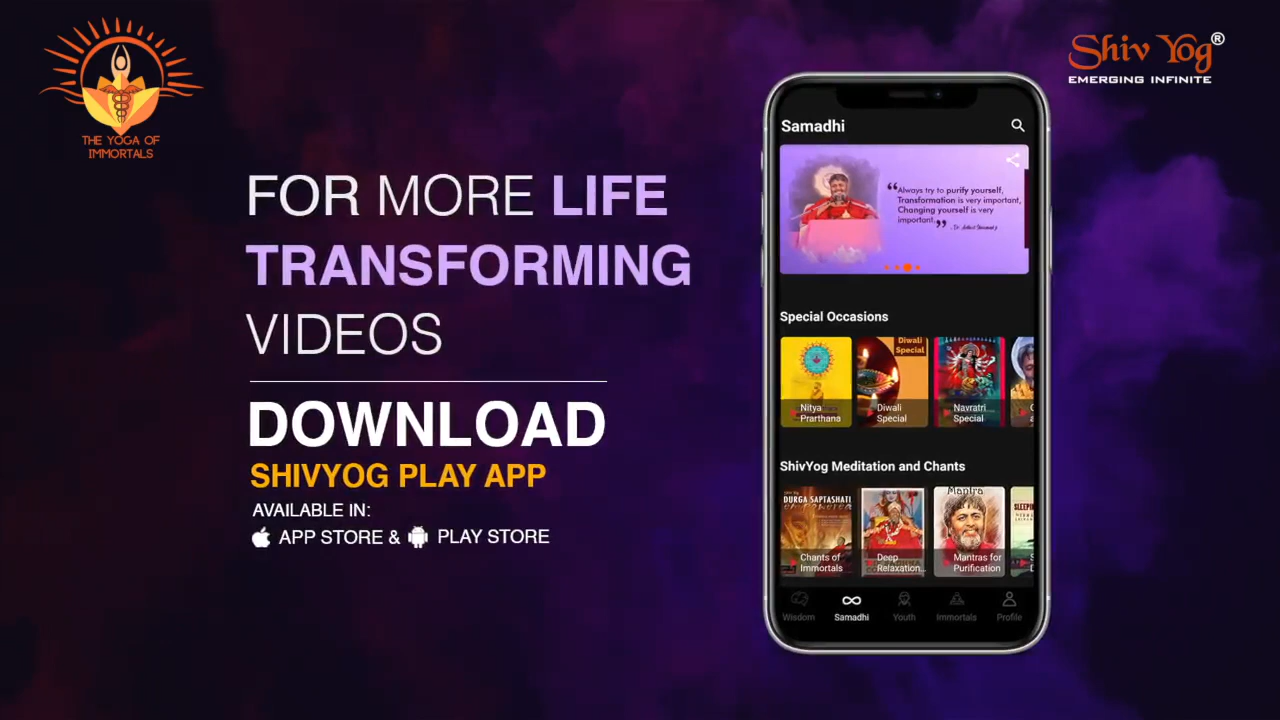 THE YOGA OF
IMMORTALS
Shiv Yog®
EMERGING INFINITE
FOR MORE LIFE
TRANSFORMING
VIDEOS
DOWNLOAD
SHIVYOG PLAY APP
AVAILABLE IN:
APP STORE & PLAY STORE
Samadhi
“Always try to purify yourself,
Transformation is very important,
Changing yourself is very
important.”
Special Occasions
Diwali
Special
Nitya
Prarthana
Diwali
Special
Navratri...
Special
ShivYog Meditation and Chants
DURGA SAPTASHATI
Mantra
Chants of
Immortals
Deep
Relaxation...
Mantras for
Purification
Wisdom
Samadhi
Youth
Immortals
Profile